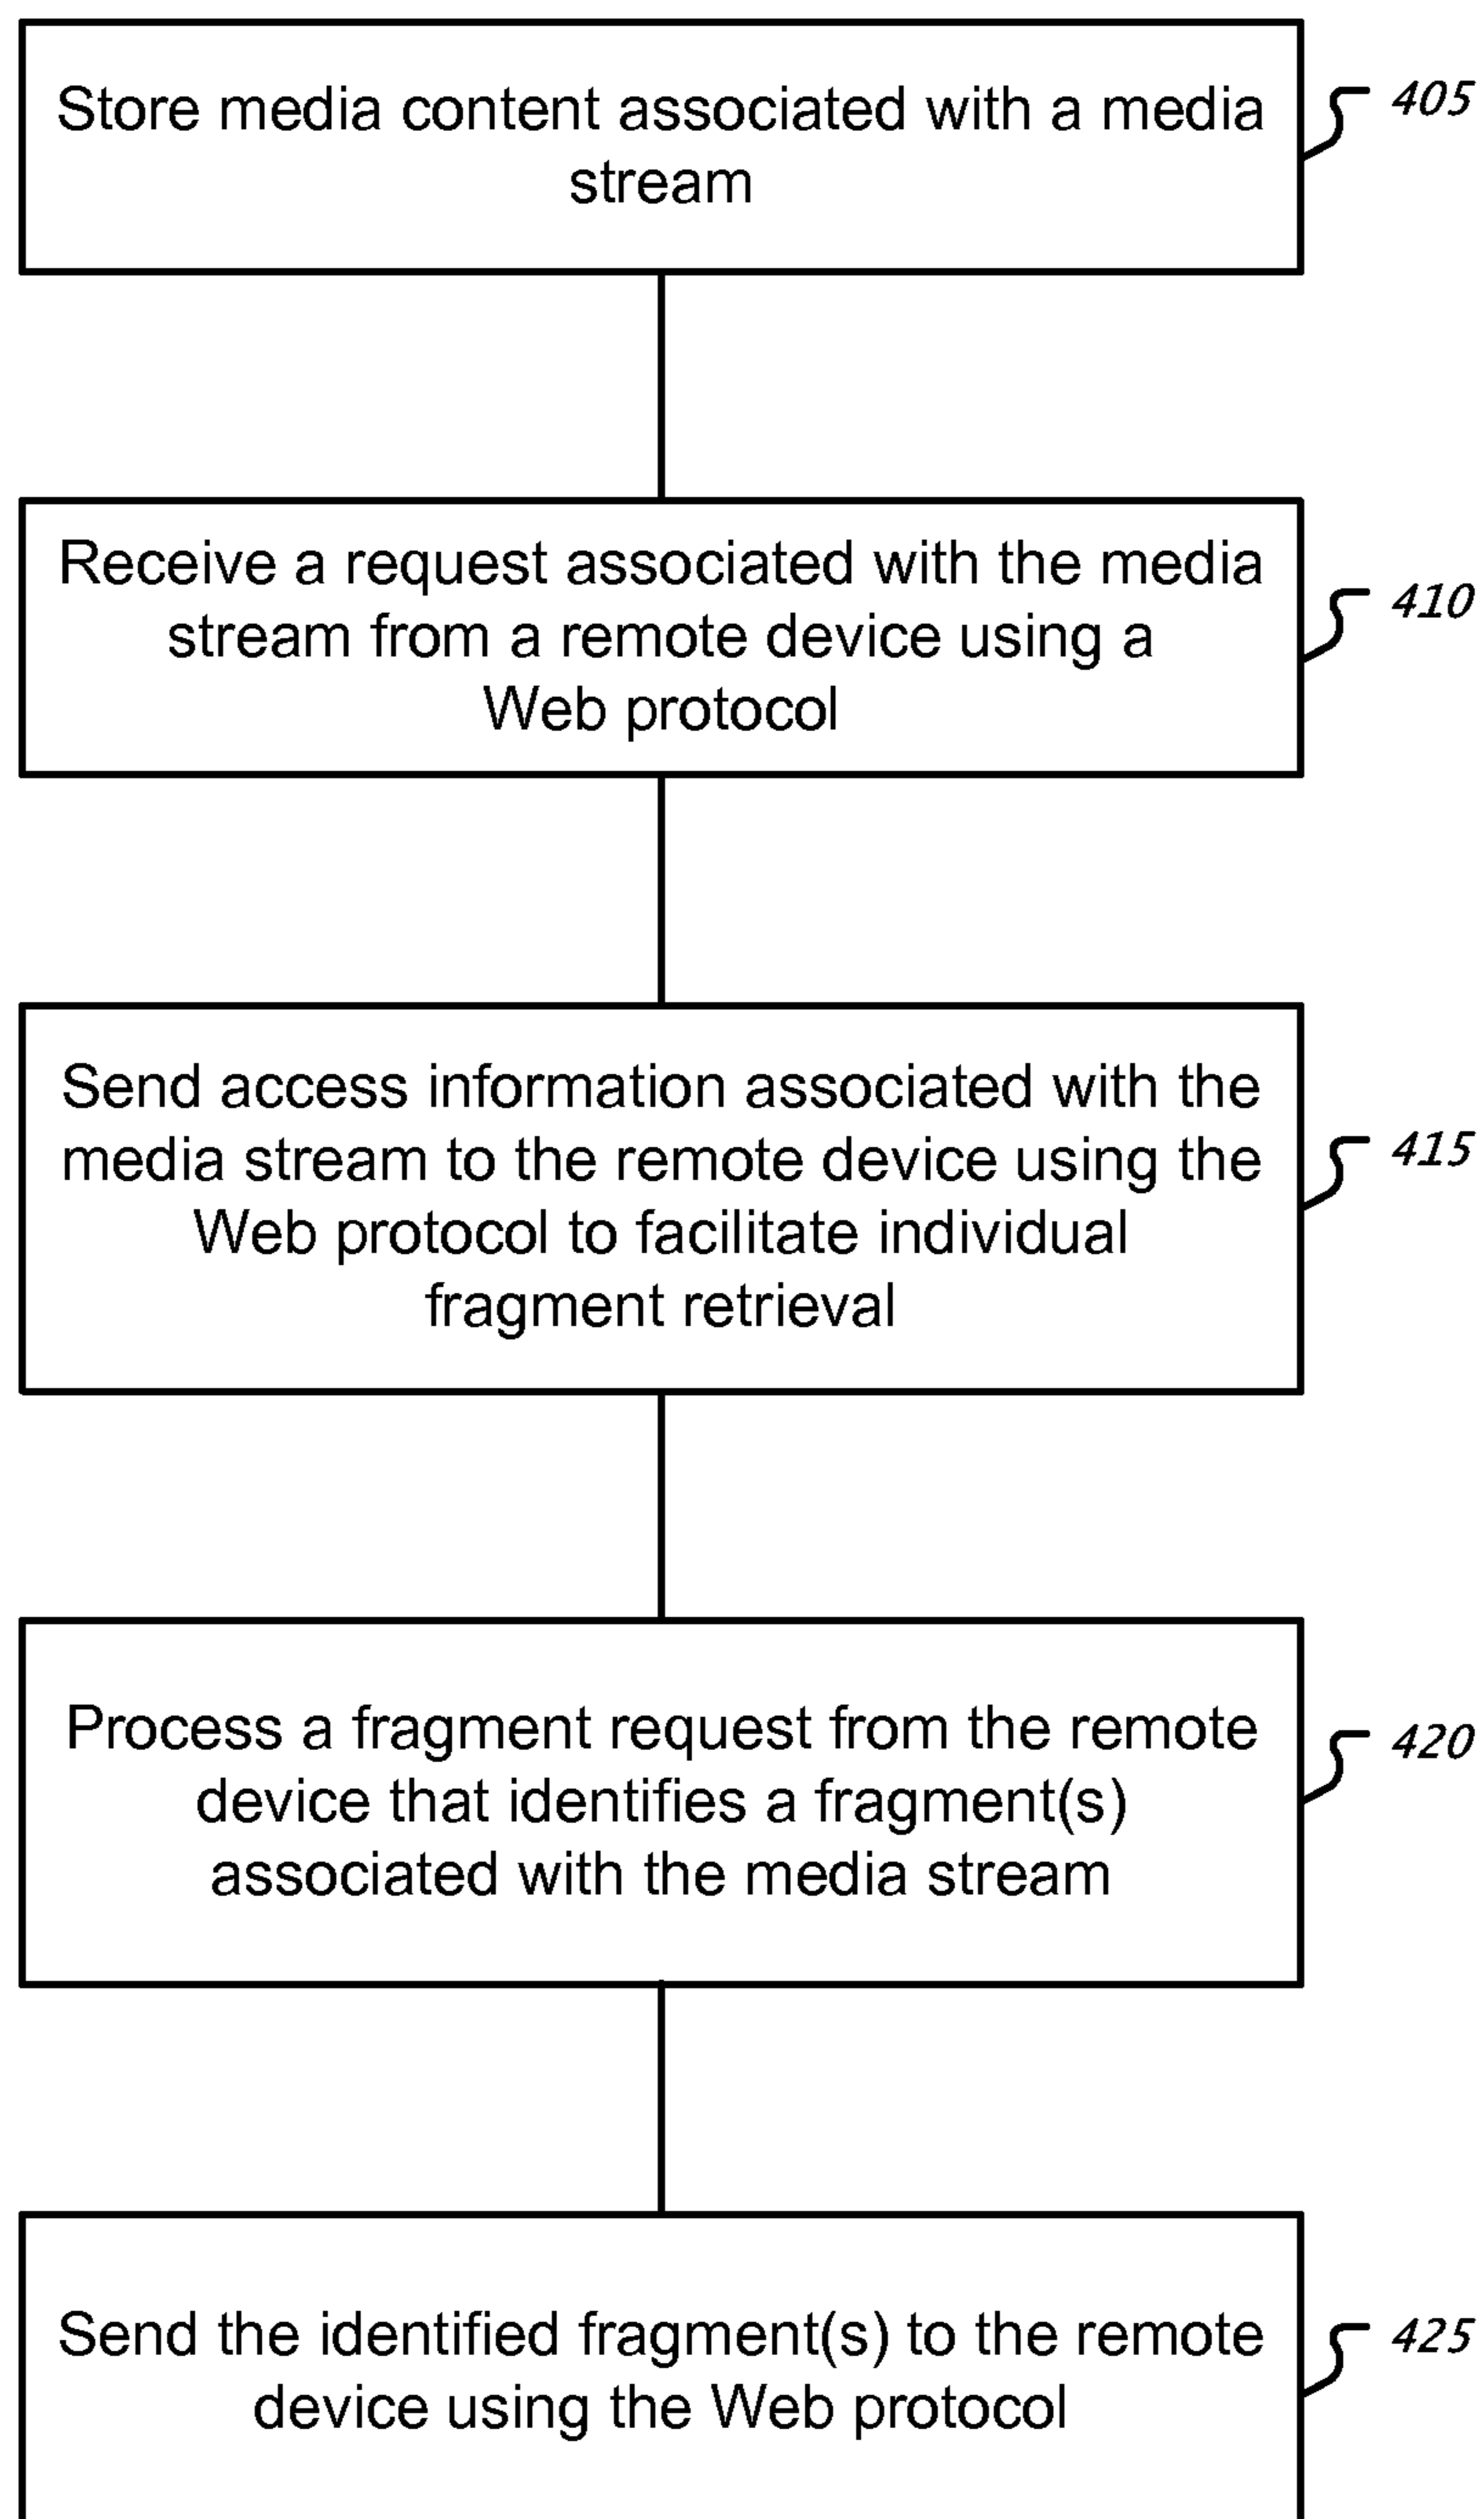 Store media content associated with a media
stream
405
Receive a request associated with the media
stream from a remote device using a
Web protocol
410
Send access information associated with the
media stream to the remote device using the
Web protocol to facilitate individual
fragment retrieval
415
Process a fragment request from the remote
device that identifies a fragment(s)
associated with the media stream
420
Send the identified fragment(s) to the remote
device using the Web protocol
425